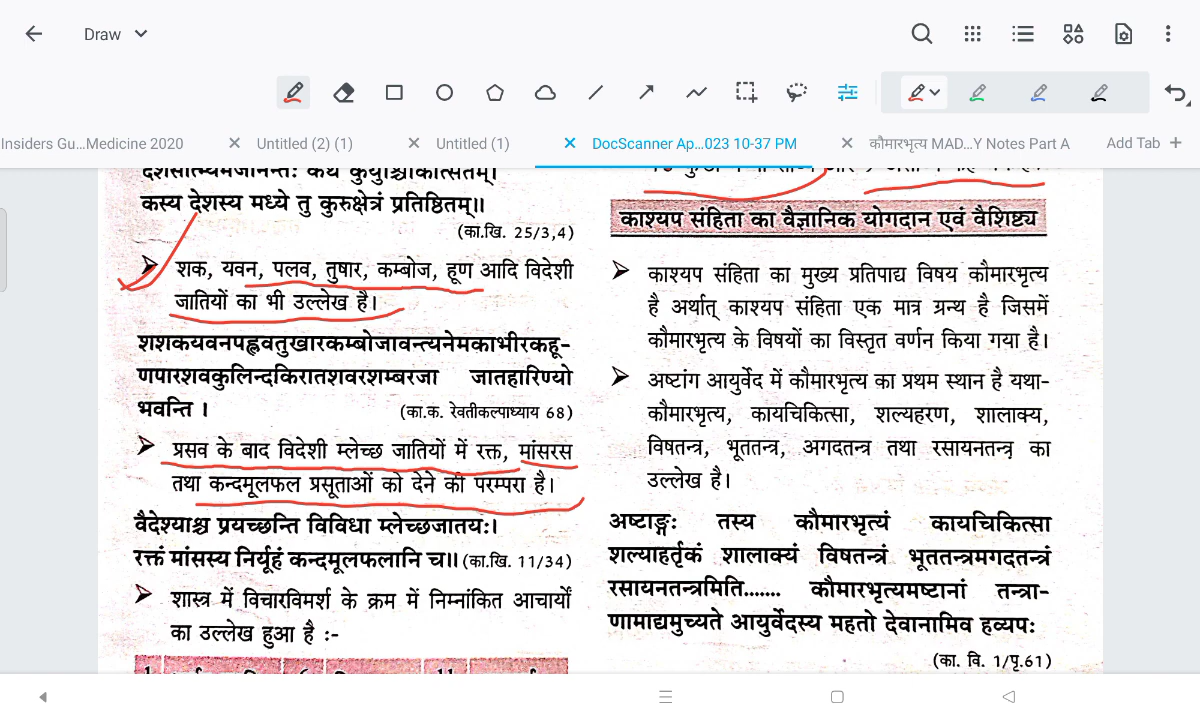 Draw
Insiders Gu...Medicine 2020
Untitled (2) (1)
Untitled (1)
DocScanner Ap...023 10-37 PM
कौमारभृत्य MAD...Y Notes Part A
Add Tab +
कस्य देशस्य मध्ये तु कुरुक्षेत्रं प्रतिष्ठितम्॥
(का.खि. 25/3,4)
➤ शक, यवन, पलव, तुषार, कम्बोज, हूण आदि विदेशी
जातियों का भी उल्लेख है।
शशकयवनपह्लवतुखारकम्बोजावन्त्यनेमकाभीरकहू-
णपारशवकुलिन्दकिरातशवरशम्बरजा जातहारिण्यो
भवन्ति ।
(का.क. रेवतीकल्पाध्याय 68)
➤ प्रसव के बाद विदेशी म्लेच्छ जातियों में रक्त, मांसरस
तथा कन्दमूलफल प्रसूताओं को देने की परम्परा है।
वैदेश्याश्च प्रयच्छन्ति विविधा म्लेच्छजातयः।
रक्तं मांसस्य निर्यूहं कन्दमूलफलानि च॥ (का.खि. 11/34)
➤ शास्त्र में विचारविमर्श के क्रम में निम्नांकित आचार्यों
का उल्लेख हुआ है :-
काश्यप संहिता का वैज्ञानिक योगदान एवं वैशिष्ट्य
➤ काश्यप संहिता का मुख्य प्रतिपाद्य विषय कौमारभृत्य
है अर्थात् काश्यप संहिता एक मात्र ग्रन्थ है जिसमें
कौमारभृत्य के विषयों का विस्तृत वर्णन किया गया है।
➤ अष्टांग आयुर्वेद में कौमारभृत्य का प्रथम स्थान है यथा-
कौमारभृत्य, कायचिकित्सा, शल्यहरण, शालाक्य,
विषतन्त्र, भूततन्त्र, अगदतन्त्र तथा रसायनतन्त्र का
उल्लेख है।
अष्टाङ्गः तस्य कौमारभृत्यं कायचिकित्सा
शल्याहर्तृकं शालाक्यं विषतन्त्रं भूततन्त्रमगदतन्त्रं
रसायनतन्त्रमिति....... कौमारभृत्यमष्टानां तन्त्रा-
णामाद्यमुच्यते आयुर्वेदस्य महतो देवानामिव हव्यपः
(का. वि. 1/पृ.61)